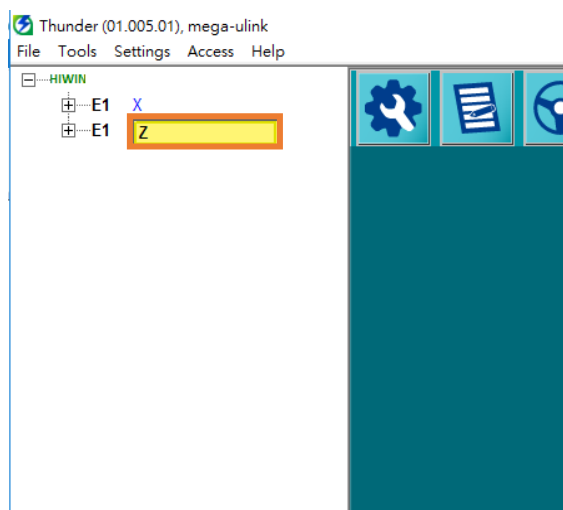 Thunder (01.005.01), mega-ulink
File Tools Settings Access Help
HIWIN
E1 X
E1 Z